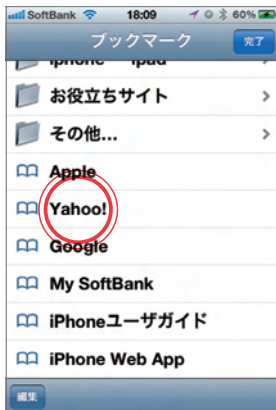 SoftBank 18:09 60%
ブックマーク 完了
iphone ipad
お役立ちサイト
その他...
Apple
Yahoo!
Google
My SoftBank
iPhoneユーザガイド
iPhone Web App
編集